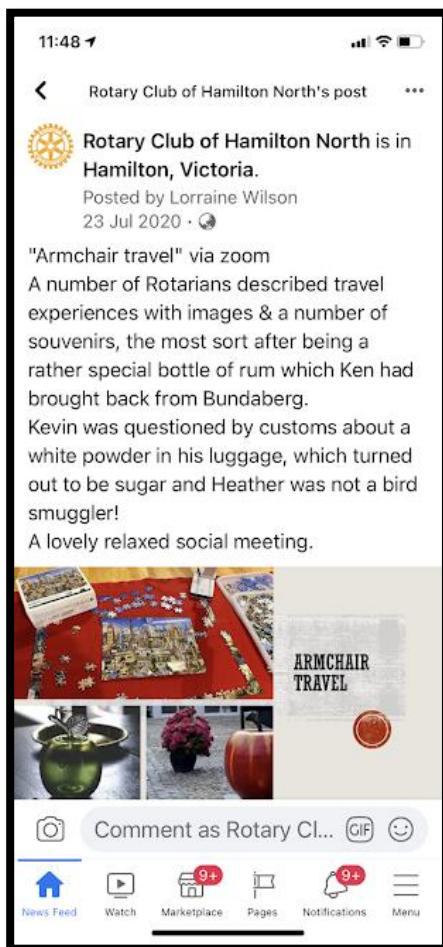 11:48
Rotary Club of Hamilton North's post
Rotary Club of Hamilton North is in
Hamilton, Victoria.
Posted by Lorraine Wilson
23 Jul 2020 ·
"Armchair travel" via zoom
A number of Rotarians described travel
experiences with images & a number of
souvenirs, the most sort after being a
rather special bottle of rum which Ken had
brought back from Bundaberg.
Kevin was questioned by customs about a
white powder in his luggage, which turned
out to be sugar and Heather was not a bird
smuggler!
A lovely relaxed social meeting.
ARMCHAIR
TRAVEL
Comment as Rotary Cl... GIF
9+ 9+
News Feed Watch Marketplace Pages Notifications Menu